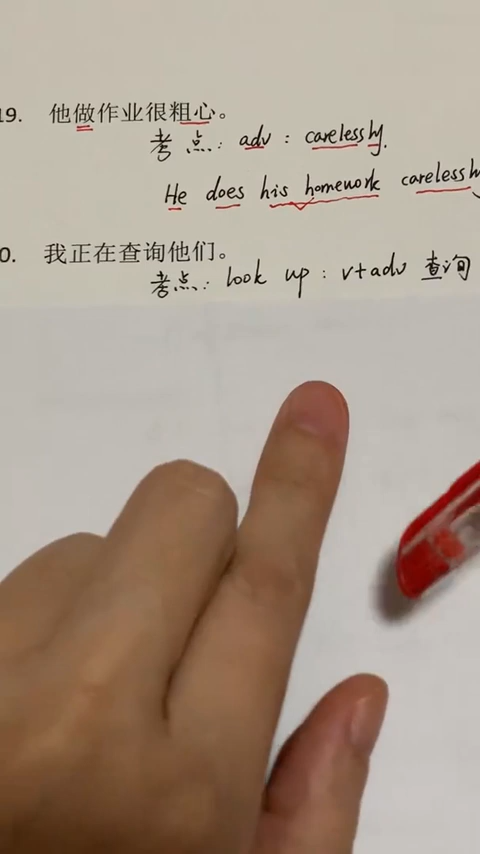 19. 他做作业很粗心。
考点: adv: carelessly.
He does his homework carelessly
0. 我正在查询他们。
考点: look up: v+adv 查询